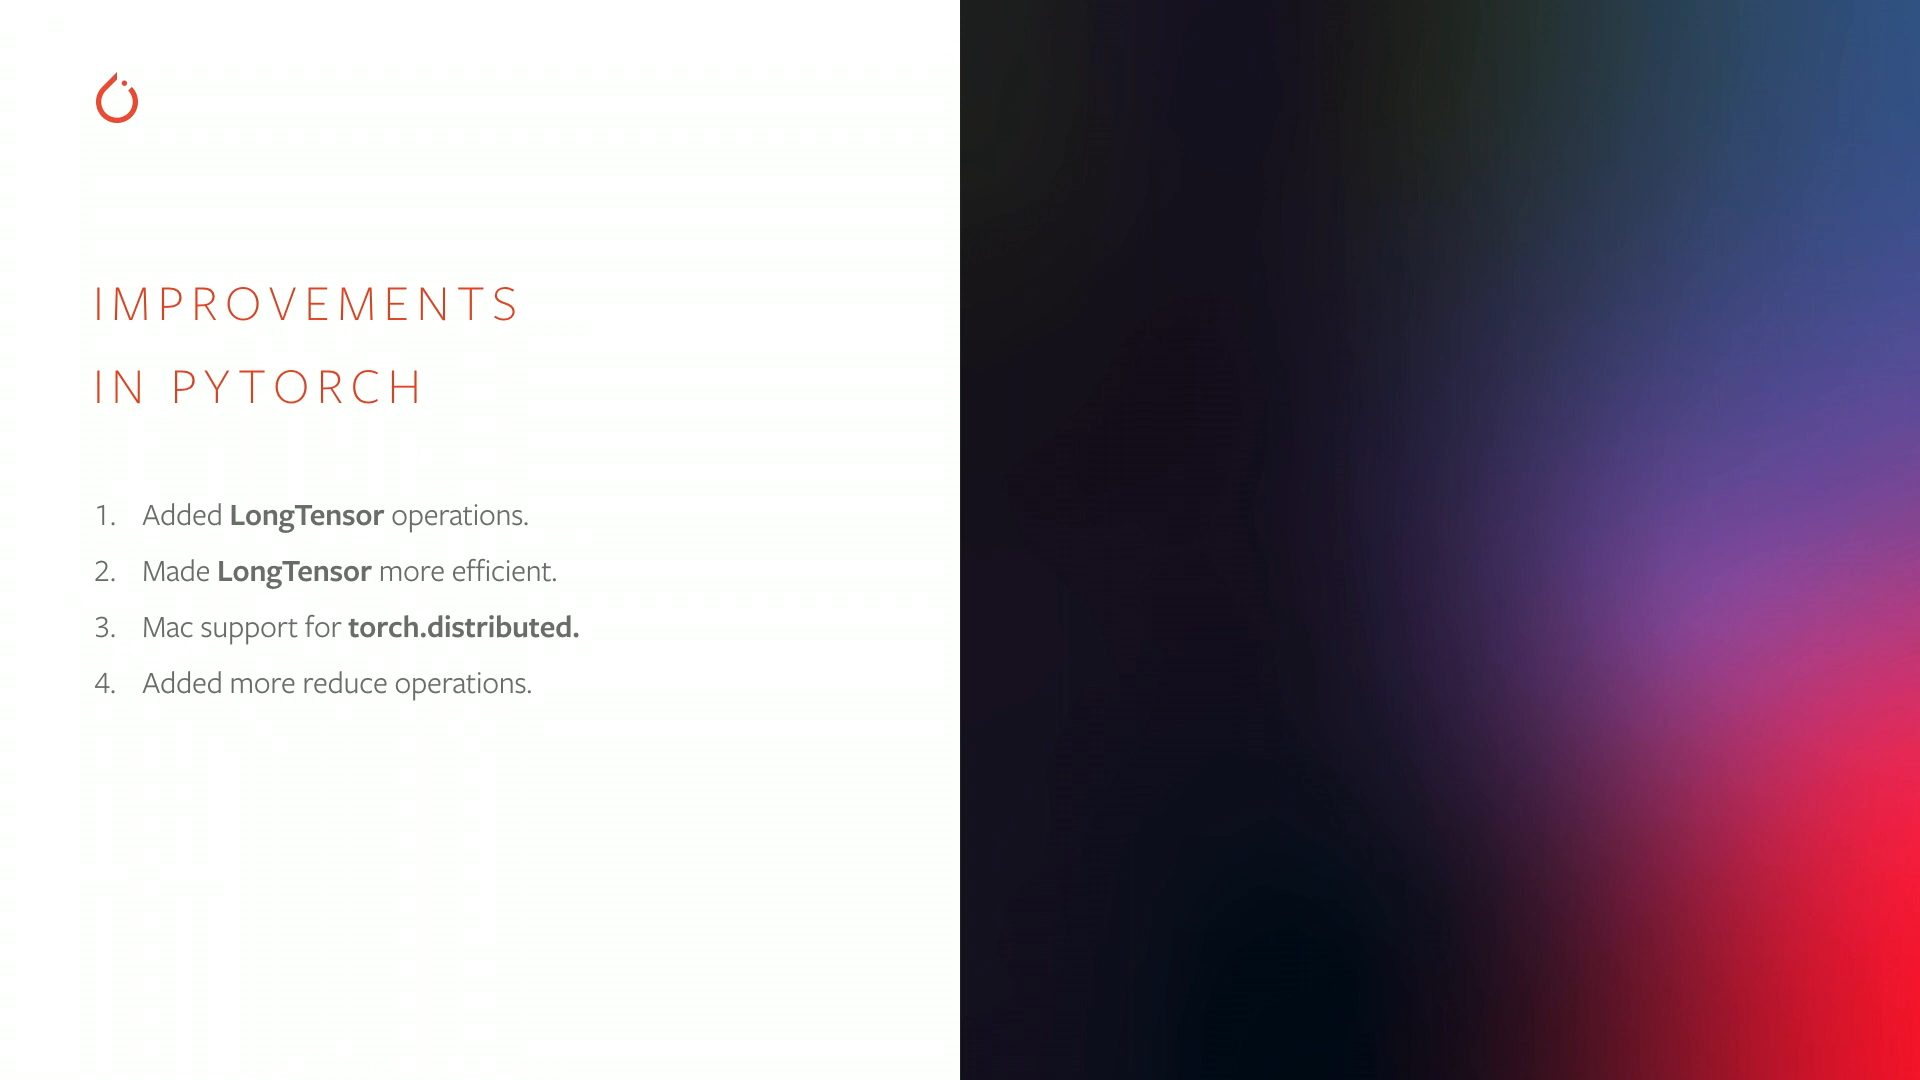 IMPROVEMENTS
IN PYTORCH
1. Added LongTensor operations.
2. Made LongTensor more efficient.
3. Mac support for torch.distributed.
4. Added more reduce operations.